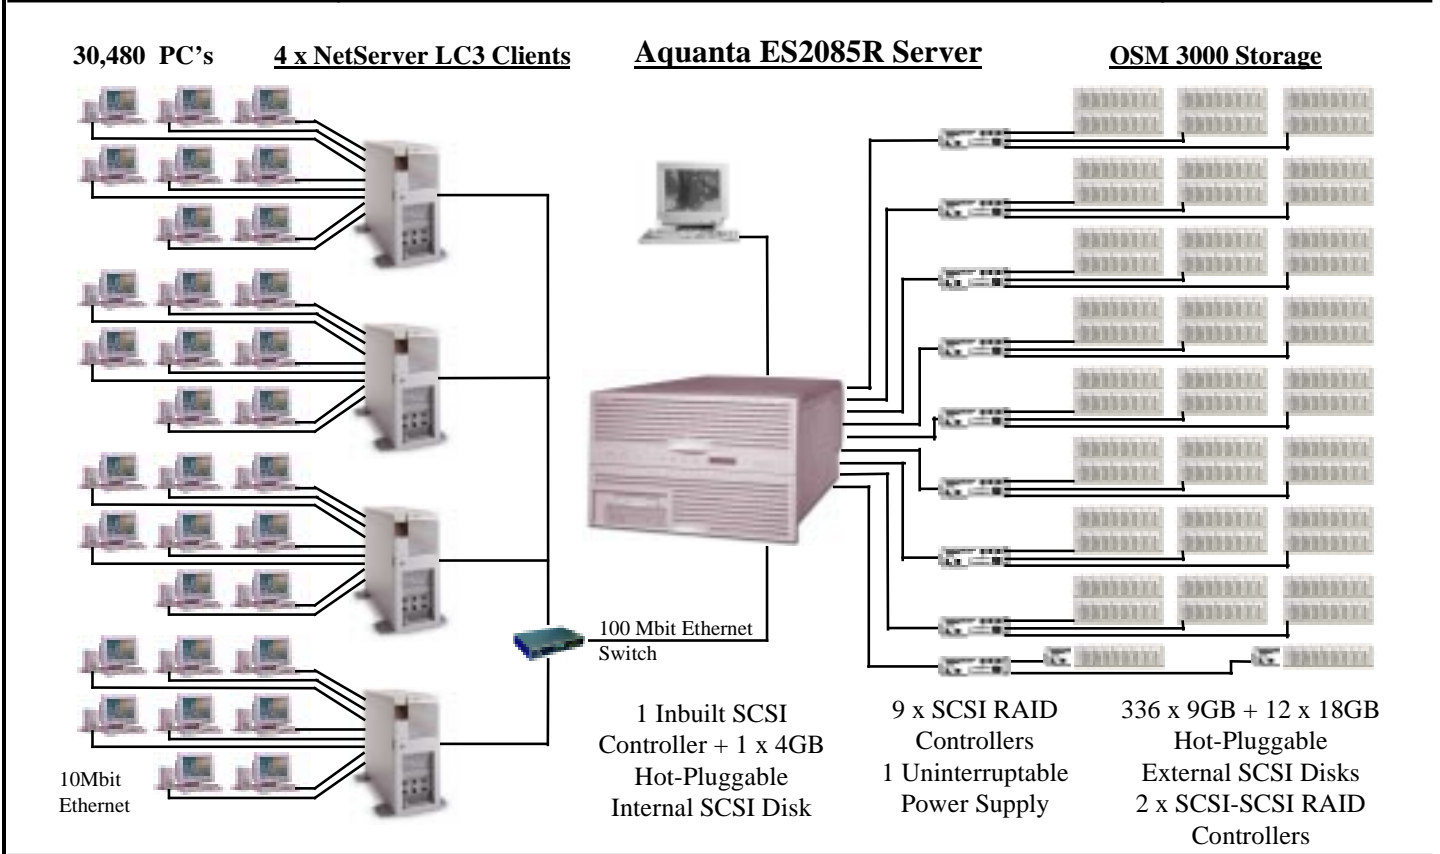 30,480 PC’s
4 x NetServer LC3 Clients
Aquanta ES2085R Server
OSM 3000 Storage
100 Mbit Ethernet
Switch
10Mbit
Ethernet
1 Inbuilt SCSI
Controller + 1 x 4GB
Hot-Pluggable
Internal SCSI Disk
9 x SCSI RAID
Controllers
1 Uninterruptable
Power Supply
336 x 9GB + 12 x 18GB
Hot-Pluggable
External SCSI Disks
2 x SCSI-SCSI RAID
Controllers